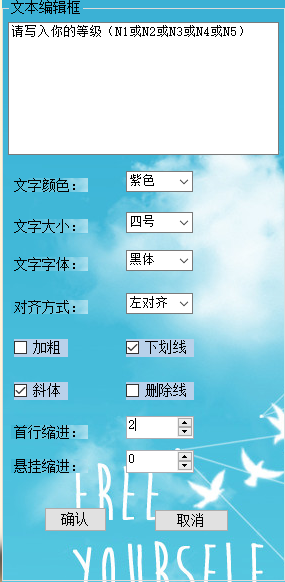 文本编辑框
请写入你的等级（N1或N2或N3或N4或N5）
文字颜色： 紫色
文字大小： 四号
文字字体： 黑体
对齐方式： 左对齐
加粗 下划线
斜体 删除线
首行缩进： 2
悬挂缩进： 0
FREE
确认 取消
YOURSELF